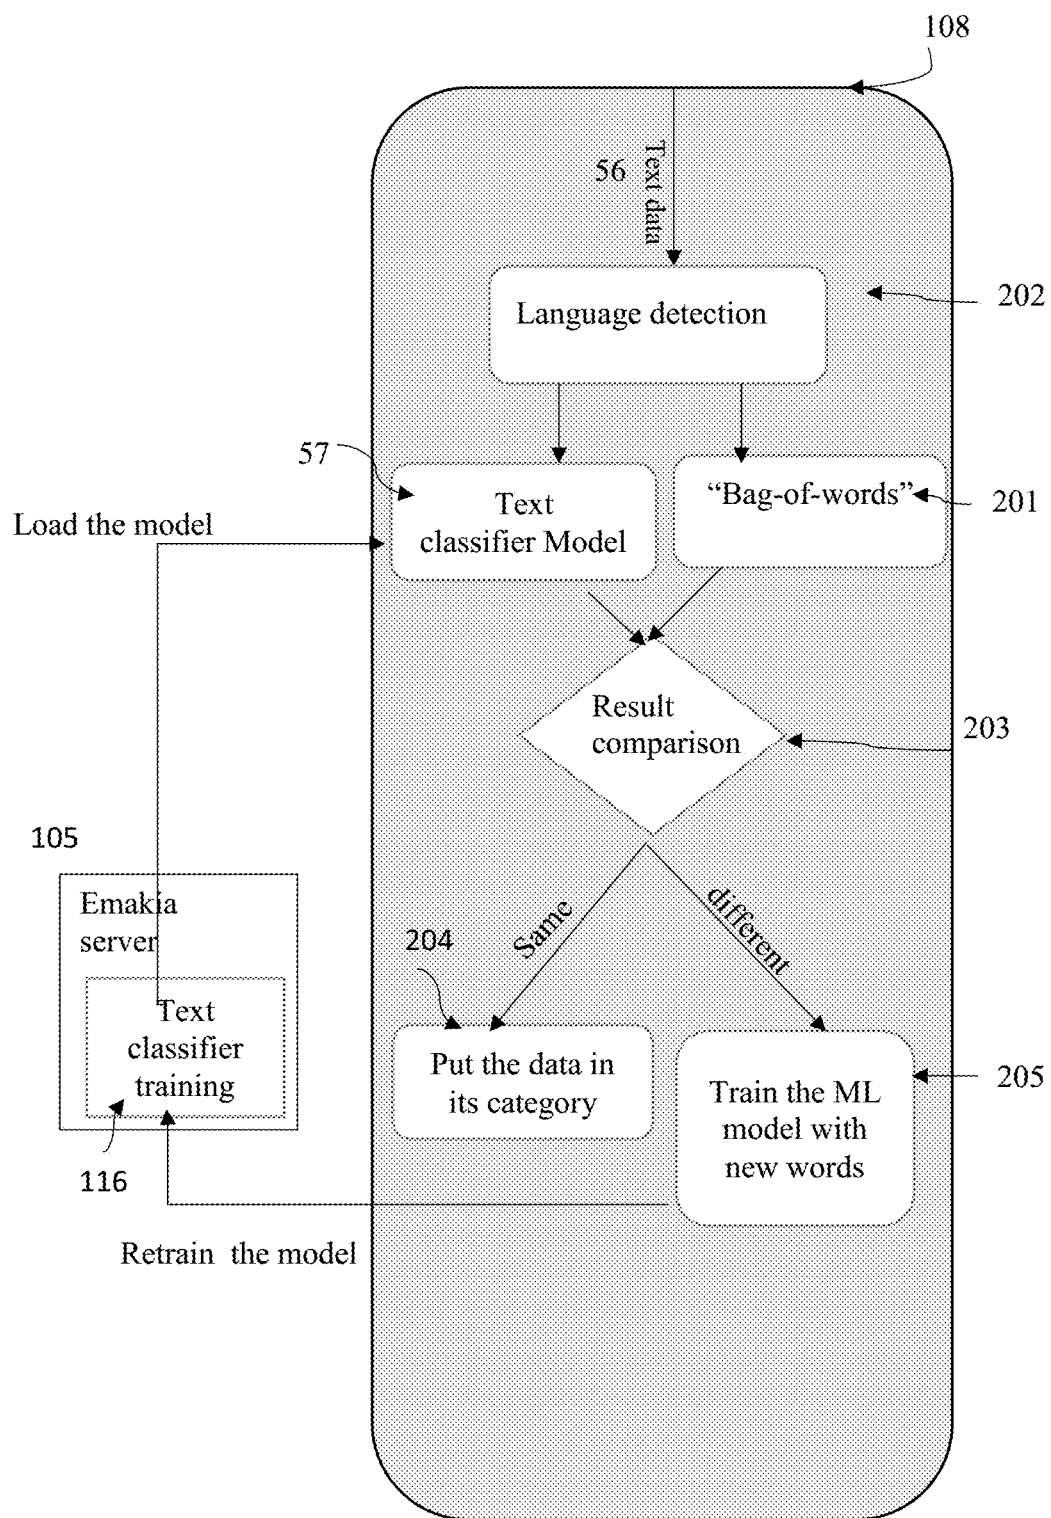 108
56
Text data
202
Language detection
57
Text
classifier Model
“Bag-of-words”
201
Load the model
Result
comparison
203
105
Emakia
server
Same
different
204
Text
classifier
training
Put the data in
its category
205
Train the ML
model with
new words
116
Retrain the model